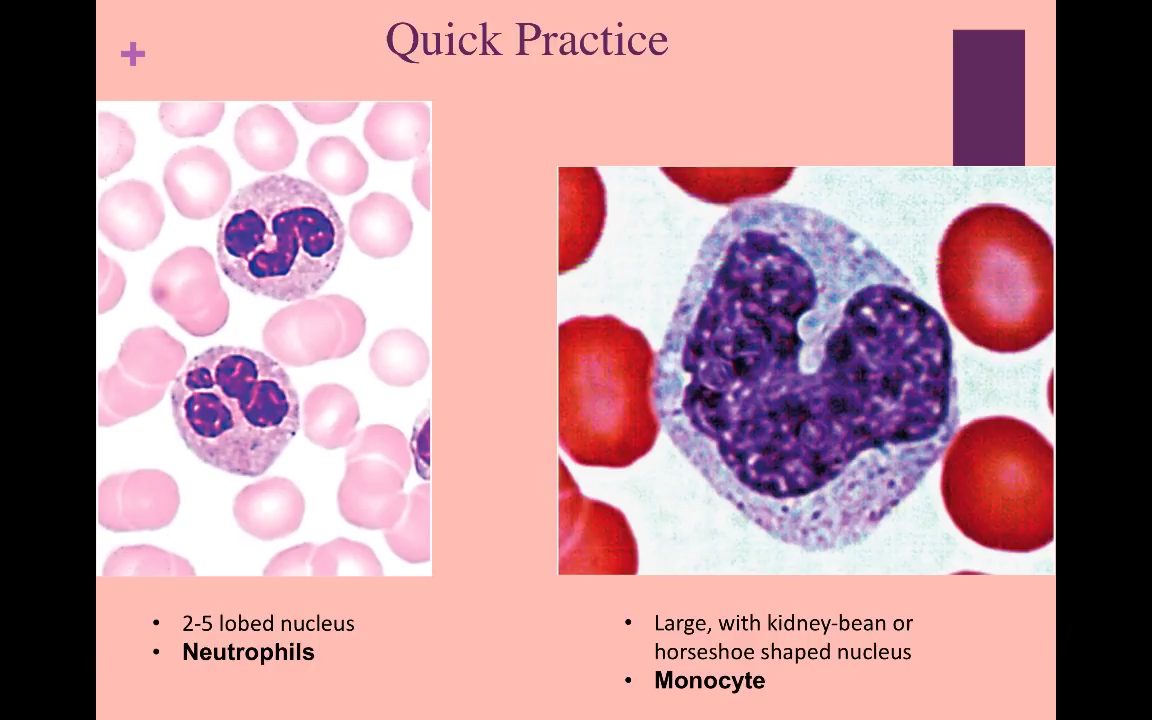 Quick Practice
• 2-5 lobed nucleus
• Neutrophils
• Large, with kidney-bean or
horseshoe shaped nucleus
• Monocyte